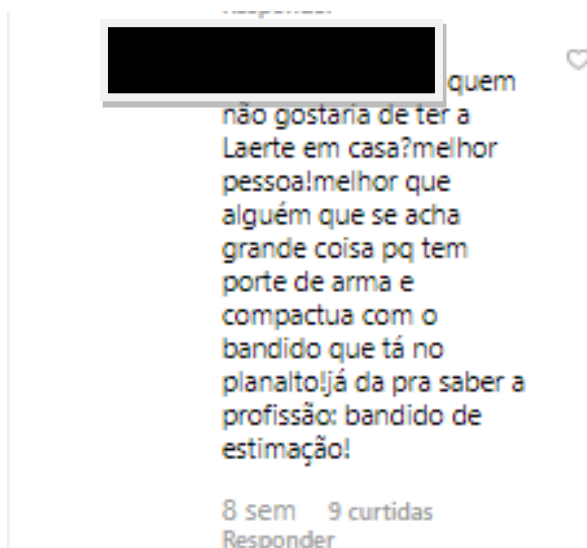 quem
não gostaria de ter a
Laerte em casa?melhor
pessoa!melhor que
alguém que se acha
grande coisa pq tem
porte de arma e
compactua com o
bandido que tá no
planalto!já da pra saber a
profissão: bandido de
estimação!
8 sem 9 curtidas
Responder